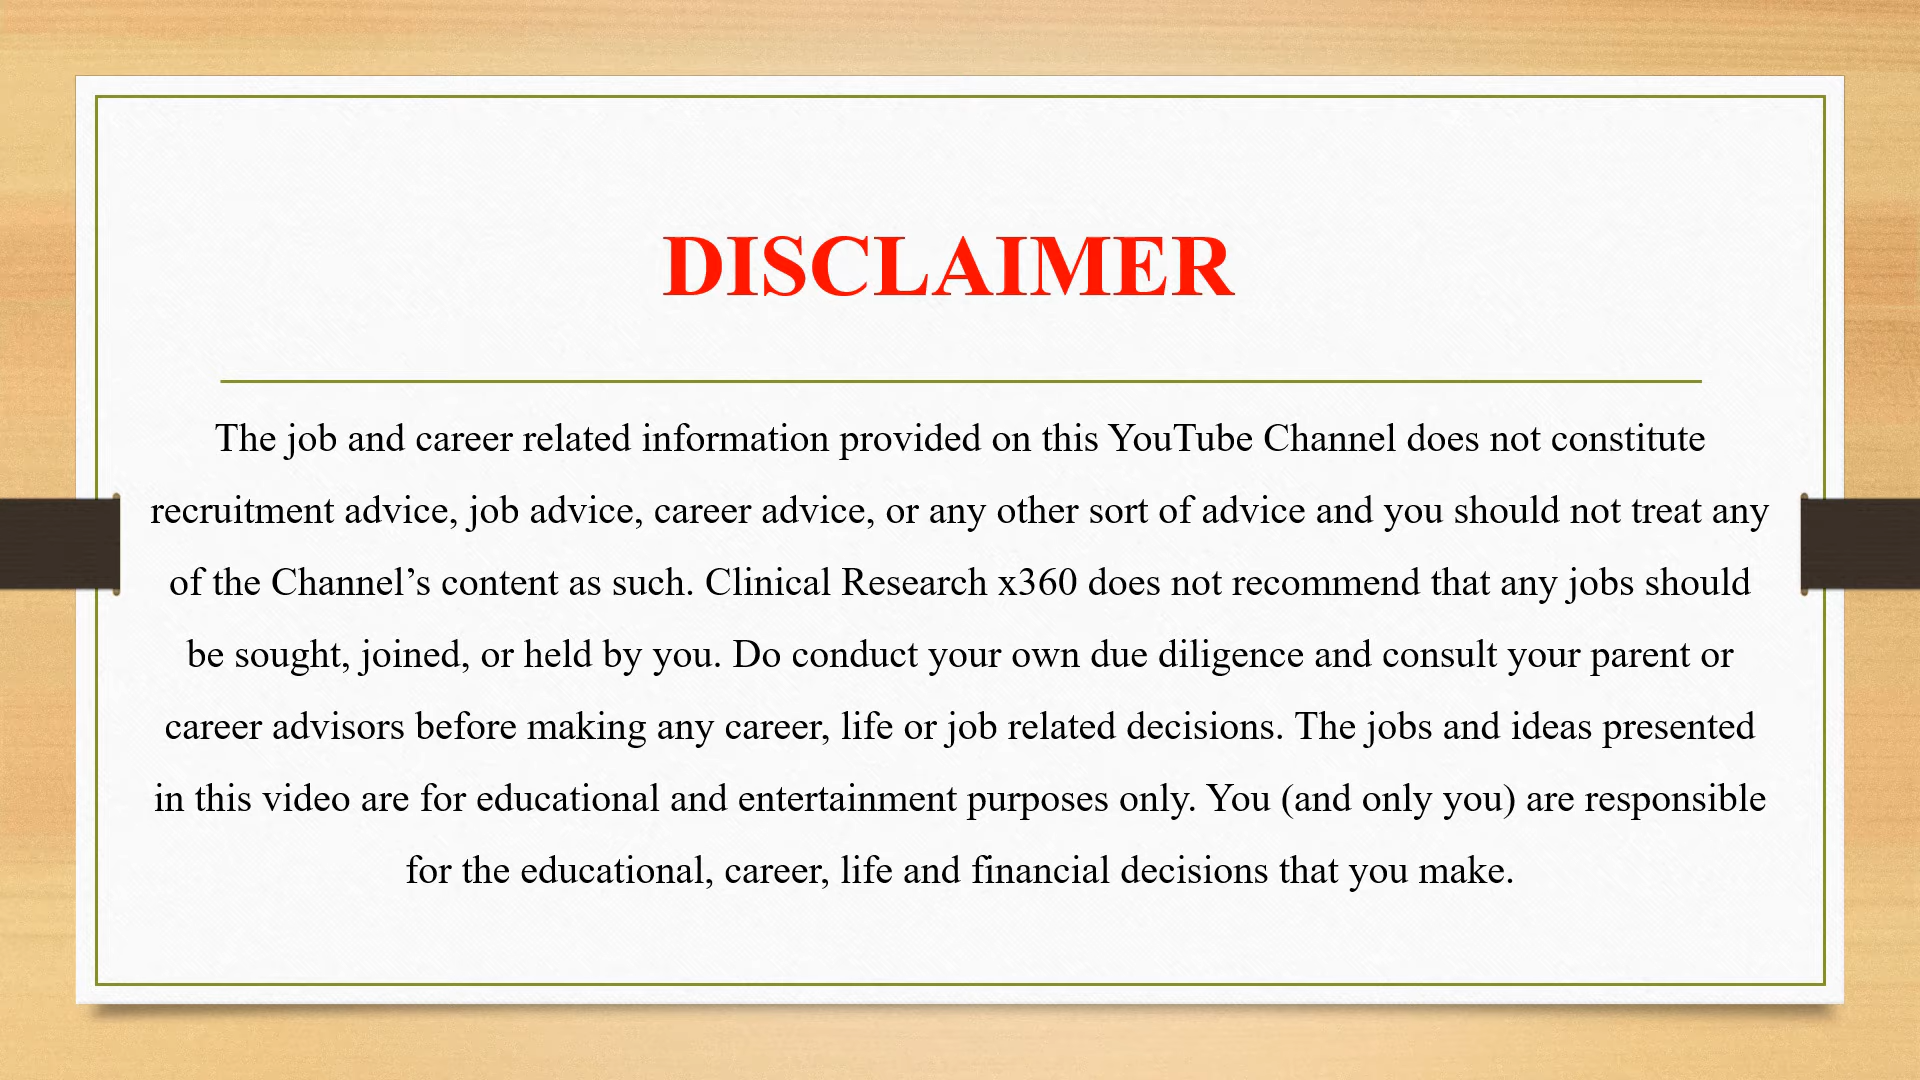 DISCLAIMER
The job and career related information provided on this YouTube Channel does not constitute
recruitment advice, job advice, career advice, or any other sort of advice and you should not treat any
of the Channel’s content as such. Clinical Research x360 does not recommend that any jobs should
be sought, joined, or held by you. Do conduct your own due diligence and consult your parent or
career advisors before making any career, life or job related decisions. The jobs and ideas presented
in this video are for educational and entertainment purposes only. You (and only you) are responsible
for the educational, career, life and financial decisions that you make.